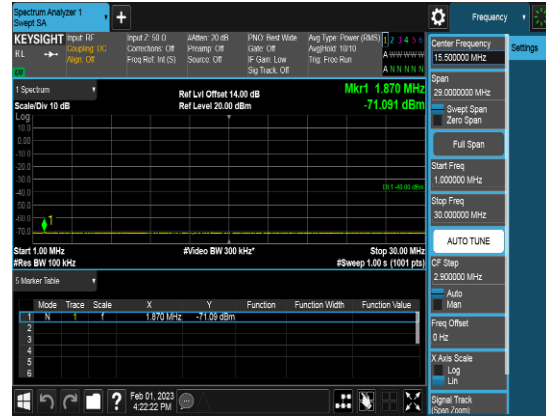 Spectrum Analyzer 1
Swept SA
+
Frequency
KEYSIGHT Input: RF Input Z: 50 Ω #Atten: 20 dB PNO: Best Wide Avg Type: Power (RMS) 1 2 3 4 5 6
RL Coupling: DC Corrections: Off Preamp: Off Gate: Off Avg|Hold: 10/10 A WWWWW
Align: Off Freq Ref: Int (S) Source: Off IF Gain: Low Trig: Free Run
Sig Track: Off A N N N N N
1 Spectrum
Scale/Div 10 dB
Ref Lvl Offset 14.00 dB
Ref Level 20.00 dBm
Mkr1 1.870 MHz
-71.091 dBm
Log
10.0
0.00
-10.0
-20.0
-30.0
-40.0
-50.0
-60.0
-70.0
DL1 -40.00 dBm
1
Start 1.00 MHz #Video BW 300 kHz* Stop 30.00 MHz
#Res BW 100 kHz #Sweep 1.00 s (1001 pts)
5 Marker Table
Mode Trace Scale X Y Function Function Width Function Value
1 N 1 f 1.870 MHz -71.09 dBm
2
3
4
5
6
Feb 01, 2023
4:22:22 PM
?
Center Frequency
15.500000 MHz
Settings
Span
29.0000000 MHz
Swept Span
Zero Span
Full Span
Start Freq
1.000000 MHz
Stop Freq
30.000000 MHz
AUTO TUNE
CF Step
2.900000 MHz
Auto
Man
Freq Offset
0 Hz
X Axis Scale
Log
Lin
Signal Track
(Span Zoom)